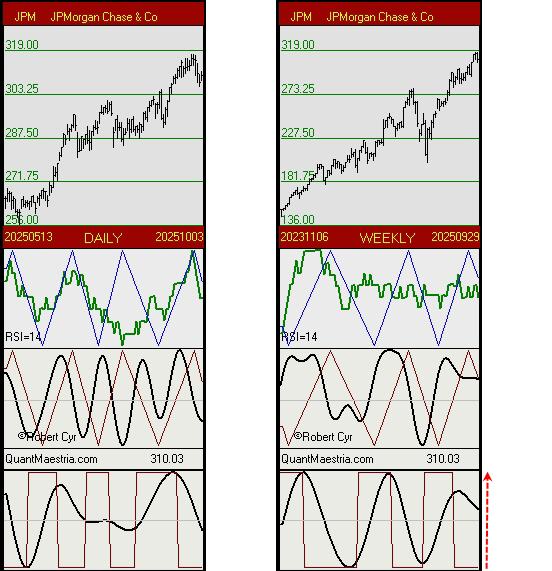 JPM JPMorgan Chase & Co
319.00
303.25
287.50
271.75
256.00
20250513 DAILY 20251003
RSI=14
©Robert Cyr
QuantMaestria.com 310.03
JPM JPMorgan Chase & Co
319.00
273.25
227.50
181.75
136.00
20231106 WEEKLY 20250929
RSI=14
©Robert Cyr
QuantMaestria.com 310.03